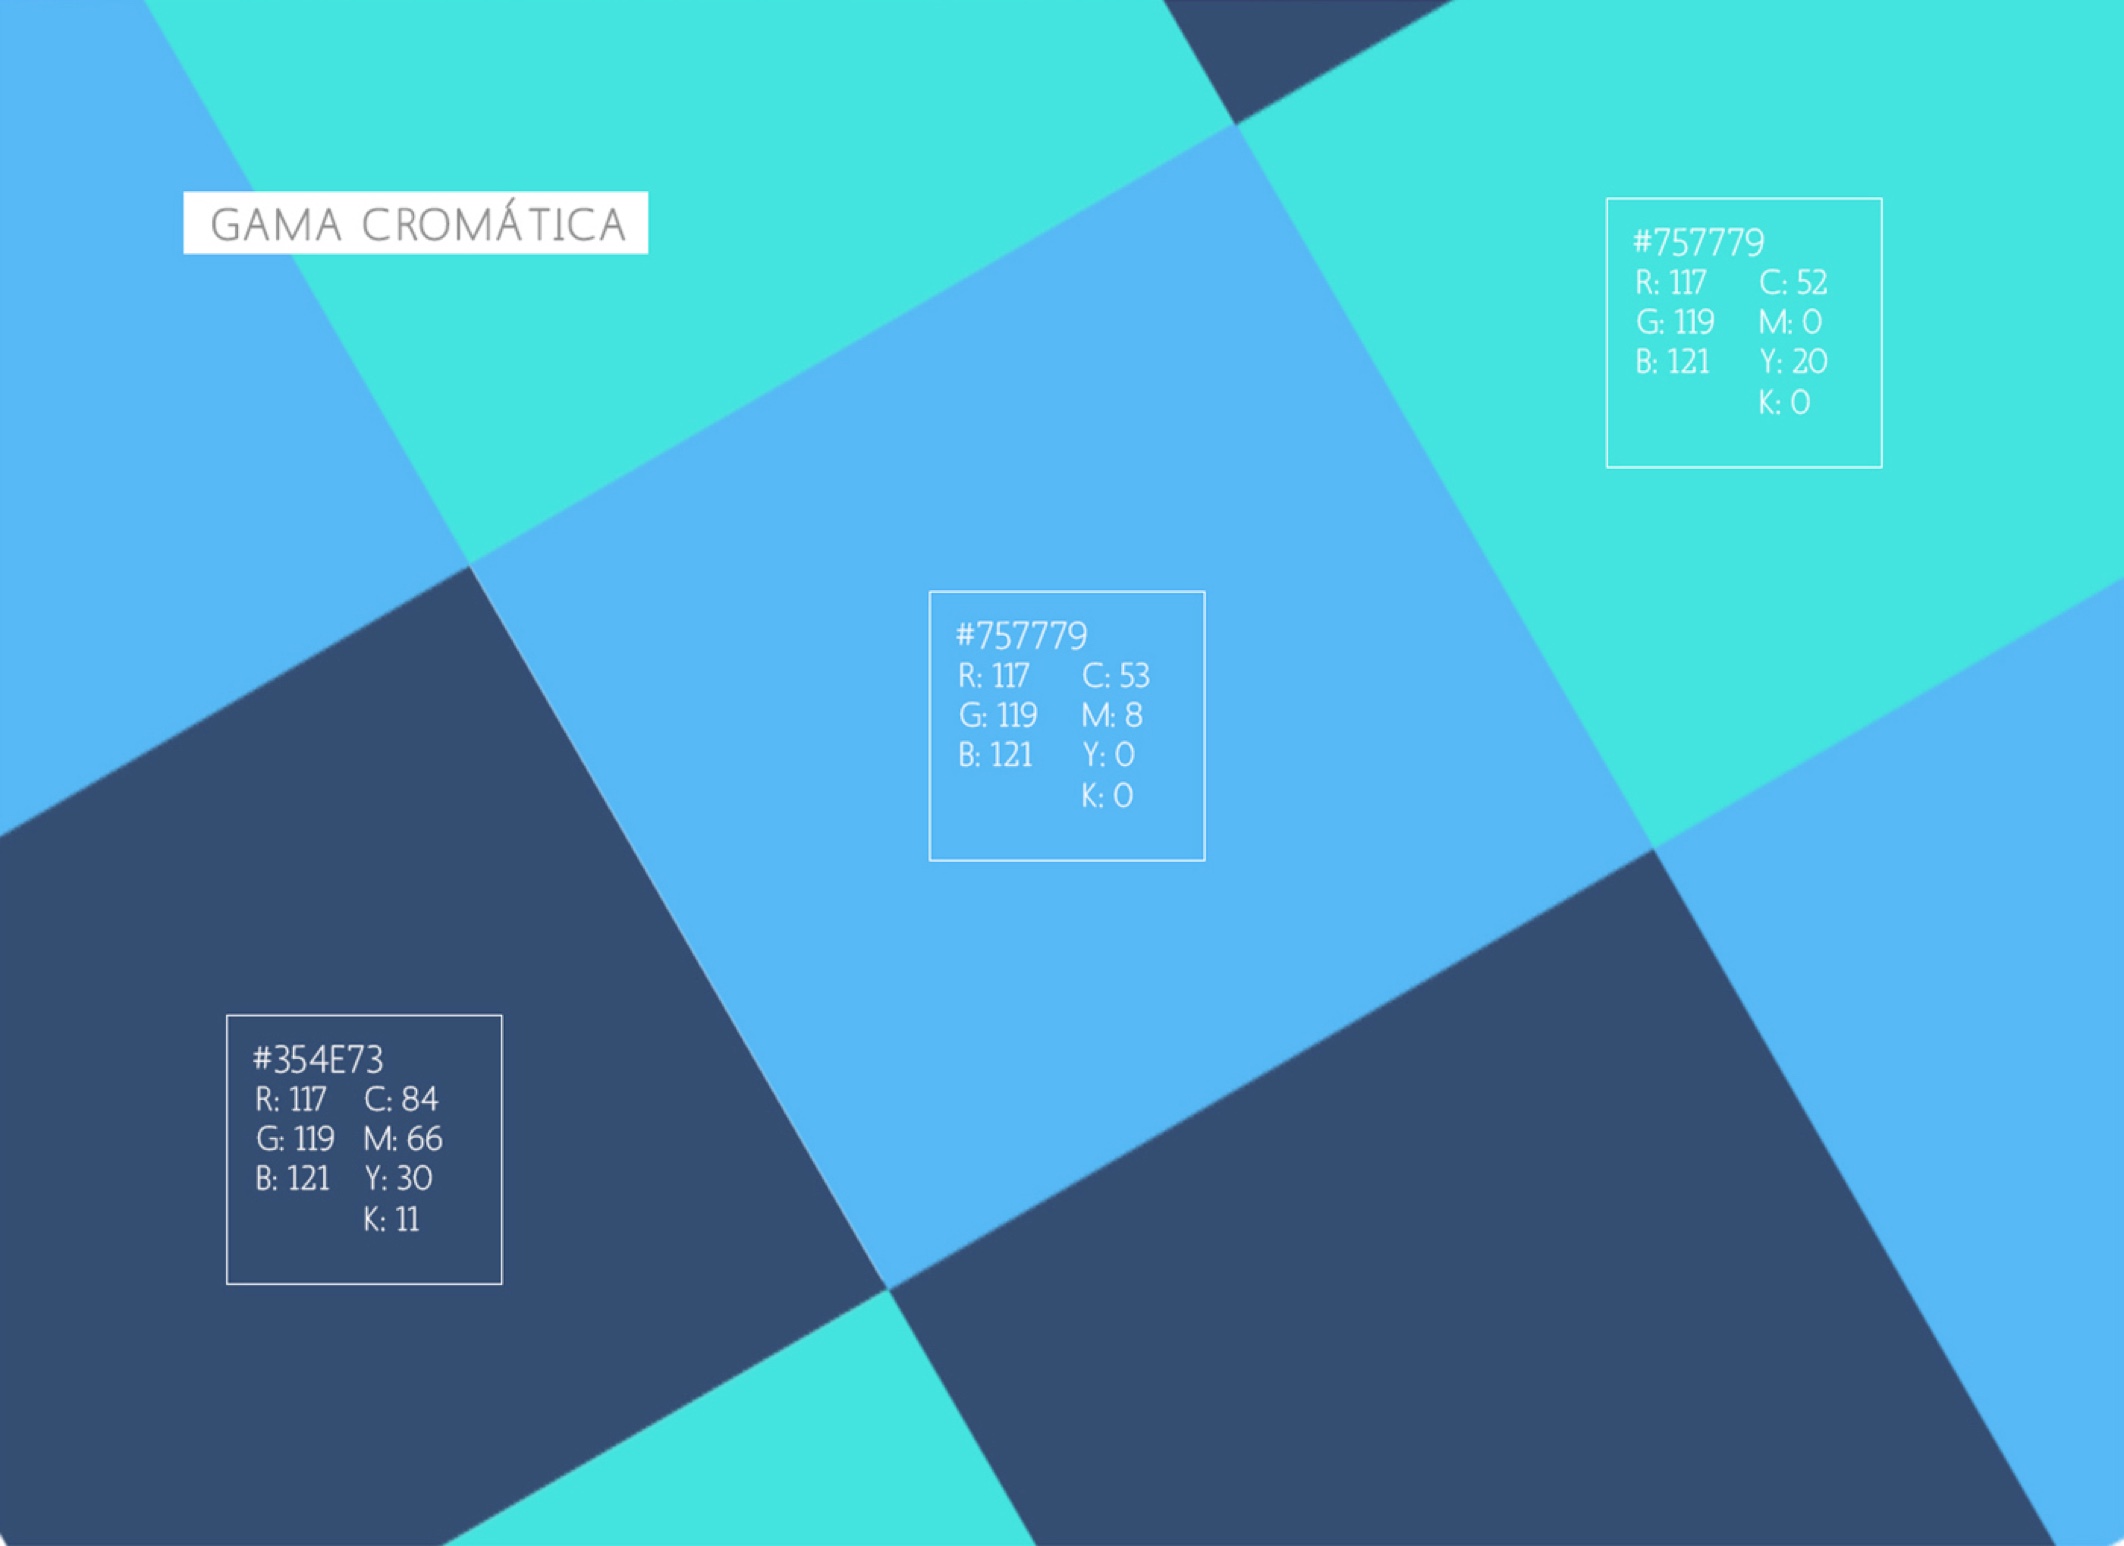 GAMA CROMÁTICA
#757779
R: 117 C: 52
G: 119 M: 0
B: 121 Y: 20
K: 0
#757779
R: 117 C: 53
G: 119 M: 8
B: 121 Y: 0
K: 0
#354E73
R: 117 C: 84
G: 119 M: 66
B: 121 Y: 30
K: 11